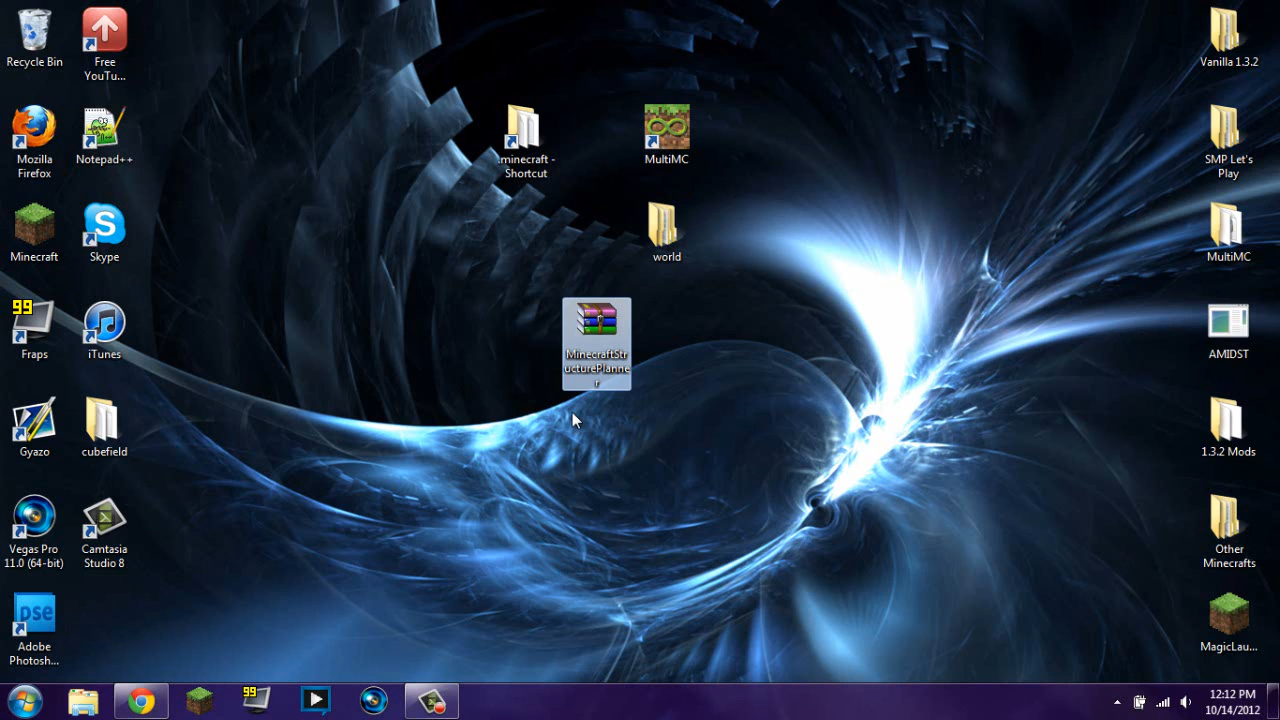 Recycle Bin
Free
YouTu...
Mozilla
Firefox
Notepad++
Minecraft
S
Skype
99
Fraps
iTunes
Gyazo
cubefield
Vegas Pro
11.0 (64-bit)
Camtasia
Studio 8
pse
Adobe
Photosh...
.minecraft -
Shortcut
MultiMC
world
MinecraftStr
ucturePlanne
r
Vanilla 1.3.2
SMP Let's
Play
MultiMC
AMIDST
1.3.2 Mods
Other
Minecrafts
MagicLau...
99
12:12 PM
10/14/2012